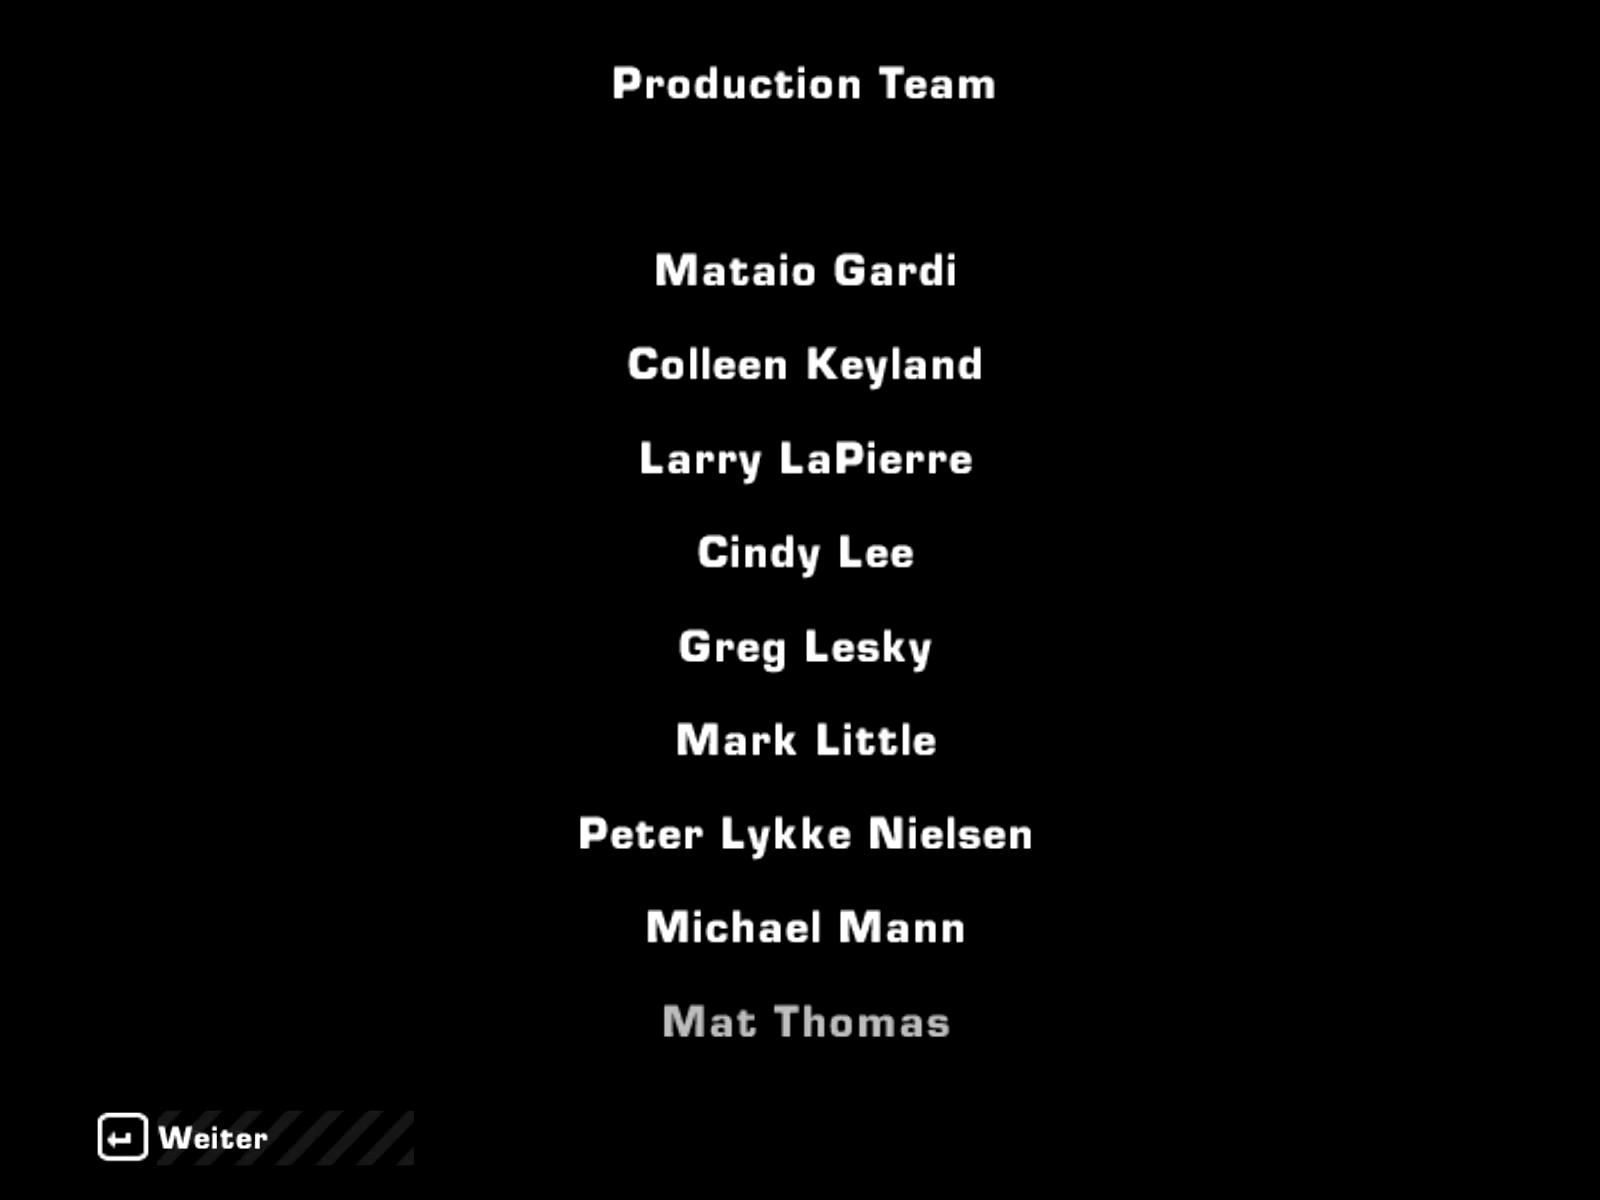 Production Team
Mataio Gardi
Colleen Keyland
Larry LaPierre
Cindy Lee
Greg Lesky
Mark Little
Peter Lykke Nielsen
Michael Mann
Mat Thomas
Weiter